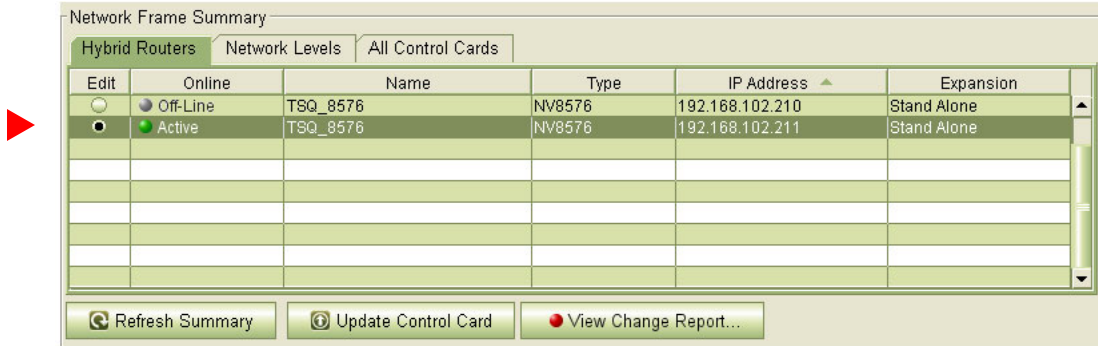 Network Frame Summary
Hybrid Routers Network Levels All Control Cards
Edit Online Name Type IP Address Expansion
Off-Line TSQ_8576 NV8576 192.168.102.210 Stand Alone
Active TSQ_8576 NV8576 192.168.102.211 Stand Alone
Refresh Summary Update Control Card View Change Report...